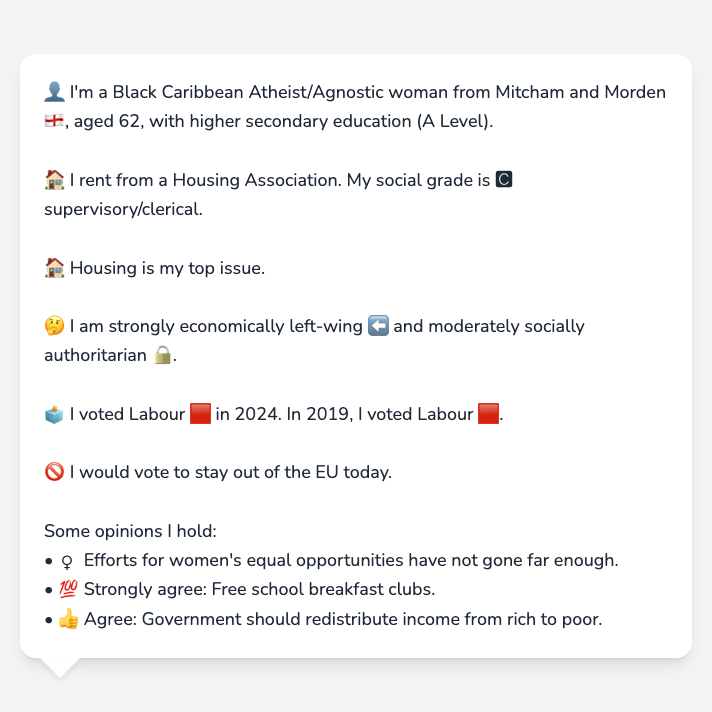 👤 I'm a Black Caribbean Atheist/Agnostic woman from Mitcham and Morden
🏴󠁧󠁢󠁥󠁮󠁧󠁿, aged 62, with higher secondary education (A Level).
🏠 I rent from a Housing Association. My social grade is 🅲
supervisory/clerical.
🏠 Housing is my top issue.
🤔 I am strongly economically left-wing ⬅️ and moderately socially
authoritarian 🔒.
🗳️ I voted Labour 🟥 in 2024. In 2019, I voted Labour 🟥.
🚫 I would vote to stay out of the EU today.
Some opinions I hold:
• ♀ Efforts for women's equal opportunities have not gone far enough.
• 💯 Strongly agree: Free school breakfast clubs.
• 👍 Agree: Government should redistribute income from rich to poor.